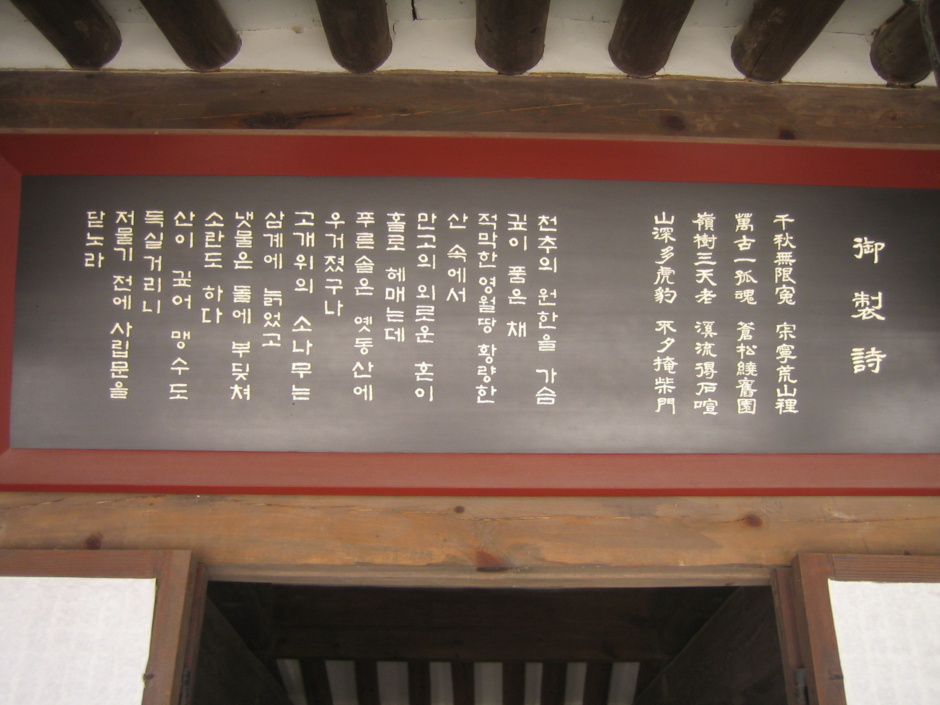 御製詩
千秋無限寃 宋寧荒山裡
萬古一孤魂 蒼松繞舊園
嶺樹三天老 溪流得石喧
山深多虎豹 不夕掩柴門
천추의 원한을 가슴
깊이 품은 채
적막한 영월땅 황량한
산 속에서
만고의 외로운 혼이
홀로 헤매는데
푸른솔은 옛동산에
우거졌구나
고개위의 소나무는
삼계에 늙었고
냇물은 돌에 부딪쳐
소란도 하다
산이 깊어 맹수도
득실거리니
저물기 전에 사립문을
닫노라